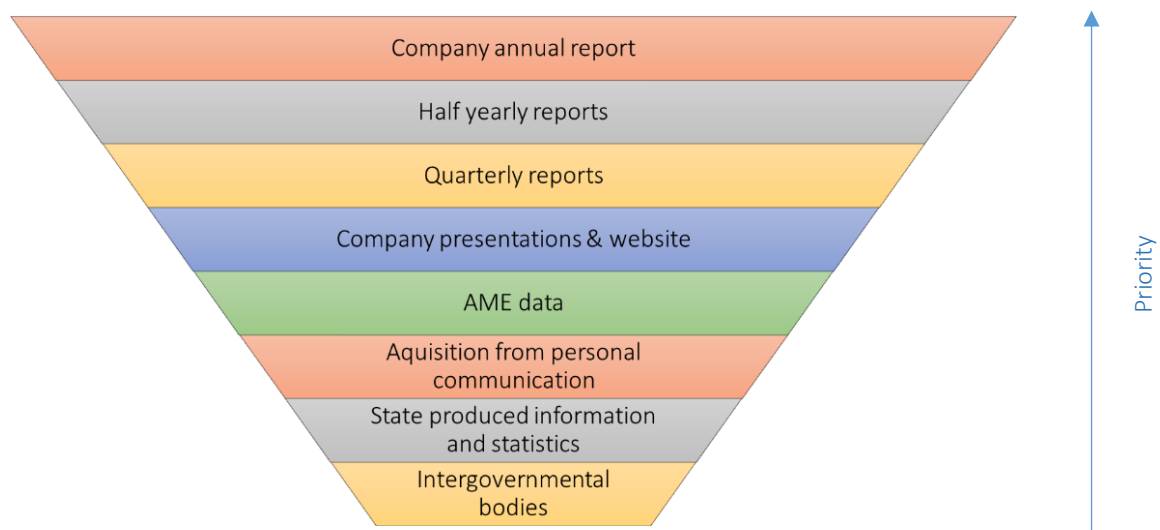 Company annual report
Half yearly reports
Quarterly reports
Company presentations & website
AME data
Aquisition from personal
communication
State produced information
and statistics
Intergovernmental
bodies
Priority